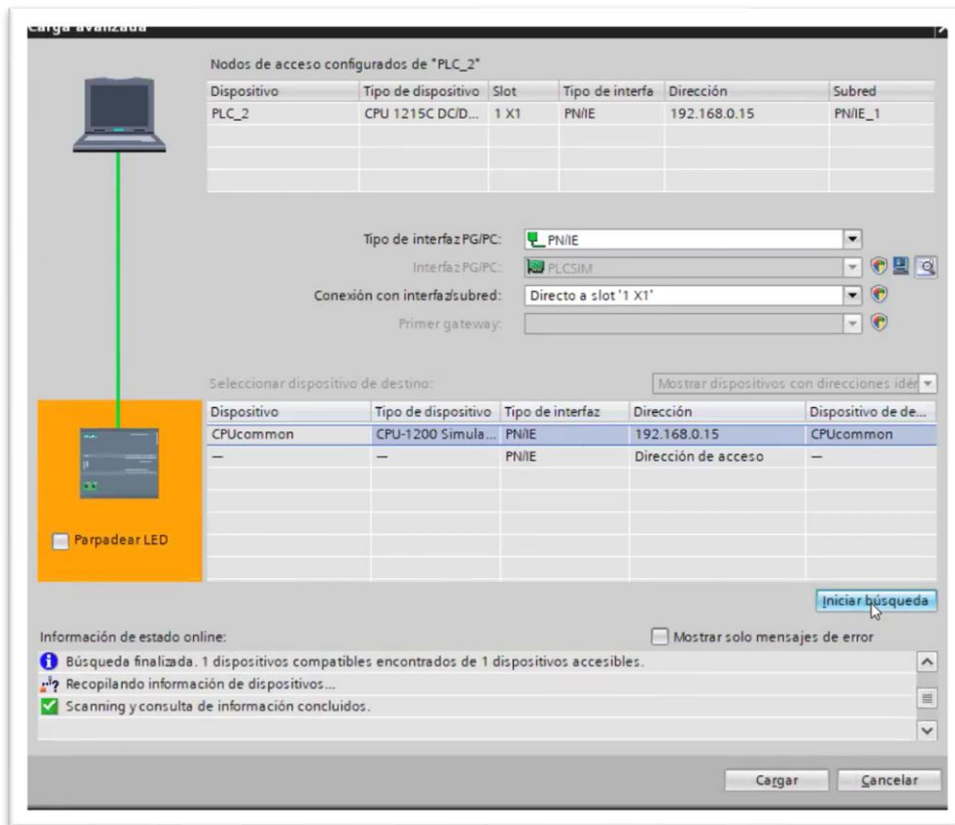 Carga avanzada
Nodos de acceso configurados de "PLC_2"
Dispositivo Tipo de dispositivo Slot Tipo de interfa Dirección Subred
PLC_2 CPU 1215C DC/D... 1 X1 PN/IE 192.168.0.15 PN/IE_1
Tipo de interfaz PG/PC: PN/IE
Interfaz PG/PC: PLCSIM
Conexión con interfaz/subred: Directo a slot '1 X1'
Primer gateway:
Seleccionar dispositivo de destino: Mostrar dispositivos con direcciones idén
Dispositivo Tipo de dispositivo Tipo de interfaz Dirección Dispositivo de de...
CPUcommon CPU-1200 Simula... PN/IE 192.168.0.15 CPUcommon
— — PN/IE Dirección de acceso —
Parpadear LED
Iniciar búsqueda
Información de estado online: Mostrar solo mensajes de error
Búsqueda finalizada. 1 dispositivos compatibles encontrados de 1 dispositivos accesibles.
Recopilando información de dispositivos...
Scanning y consulta de información concluidos.
Cargar Cancelar